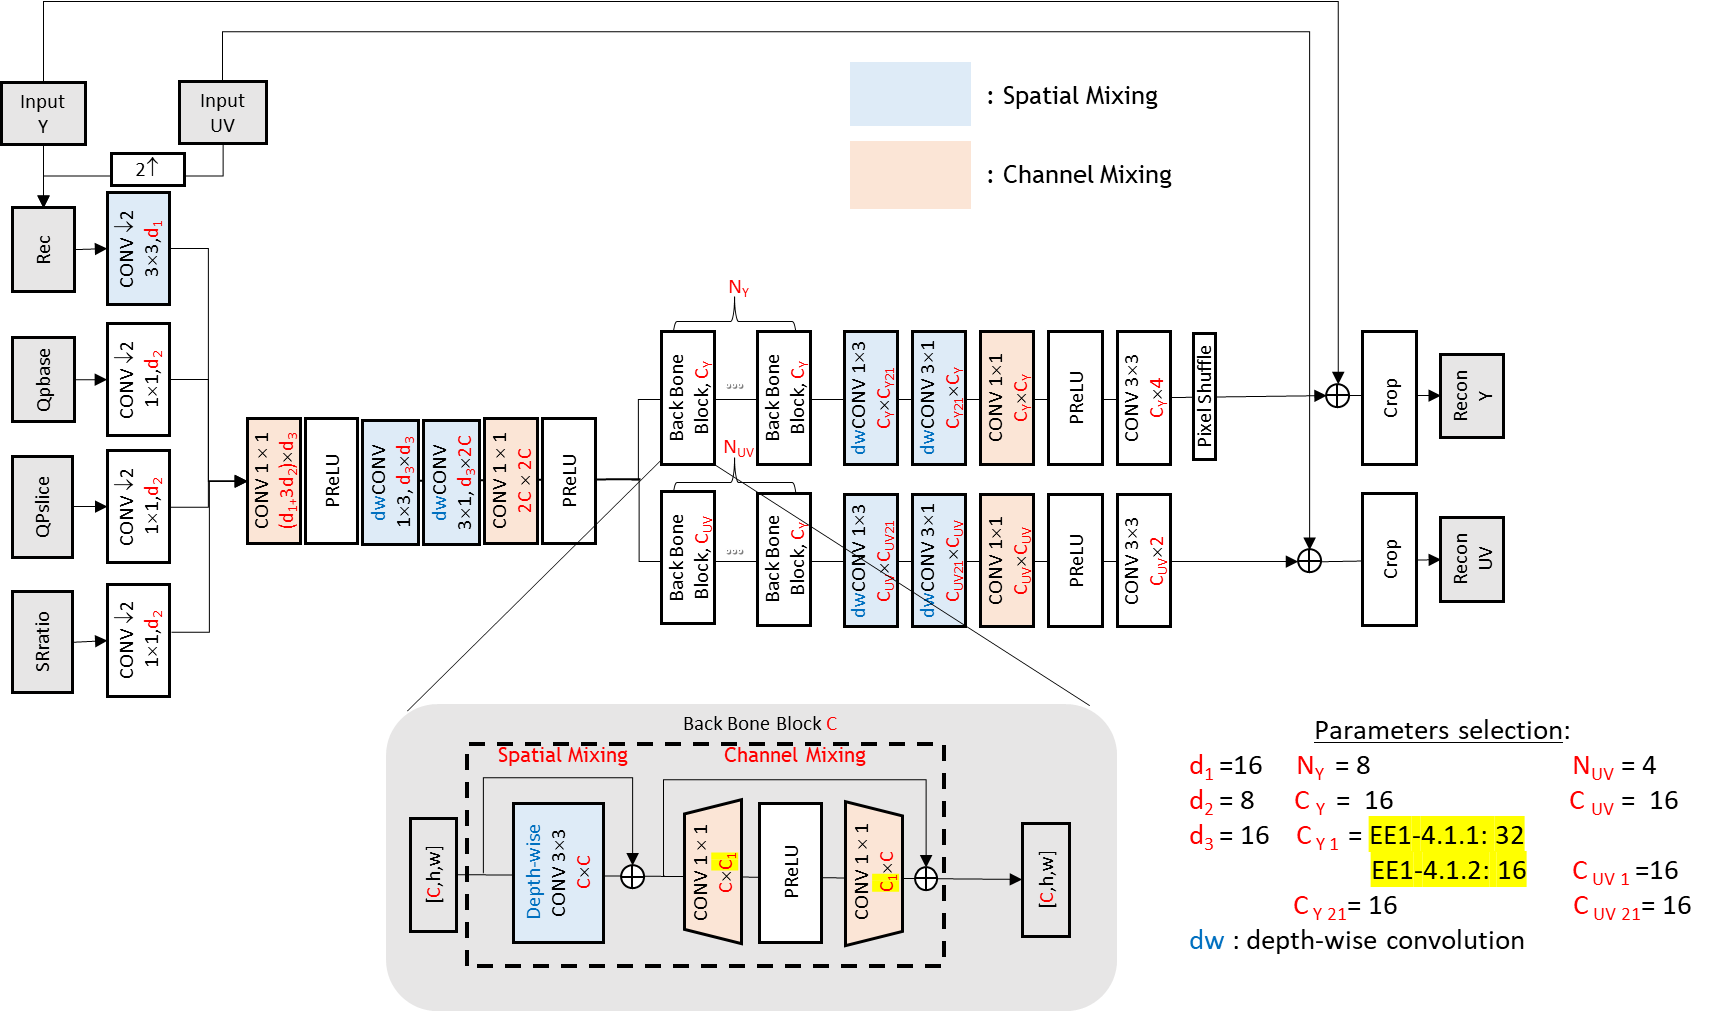 Input
Y
Input
UV
2↑
: Spatial Mixing
: Channel Mixing
Rec
CONV ↓2
3×3,d1
Qpbase
CONV ↓2
1×1,d2
QPslice
CONV ↓2
1×1,d2
SRratio
CONV ↓2
1×1,d2
CONV 1 × 1
(d1+3d2)×d3
PReLU
dwCONV
1×3, d3×d3
dwCONV
3×1, d3×2C
CONV 1 × 1
2C × 2C
PReLU
NY
Back Bone
Block, CY
...
Back Bone
Block, CY
dwCONV 1×3
CY×CY21
dwCONV 3×1
CY21×CY
CONV 1×1
CY×CY
PReLU
CONV 3×3
CY×4
Pixel Shuffle
Crop
Recon
Y
NUV
Back Bone
Block, CUV
...
Back Bone
Block, CY
dwCONV 1×3
CUV×CUV21
dwCONV 3×1
CUV21×CUV
CONV 1×1
CUV×CUV
PReLU
CONV 3×3
CUV×2
Crop
Recon
UV
Back Bone Block C
Spatial Mixing
Channel Mixing
[C,h,w]
Depth-wise
CONV 3×3
C×C
CONV 1 × 1
C×C1
PReLU
CONV 1 × 1
C1×C
[C,h,w]
Parameters selection:
d1 =16 NY = 8 NUV = 4
d2 = 8 C Y = 16 C UV = 16
d3 = 16 C Y 1 = EE1-4.1.1: 32
EE1-4.1.2: 16 C UV 1 =16
C Y 21= 16 C UV 21= 16
dw : depth-wise convolution